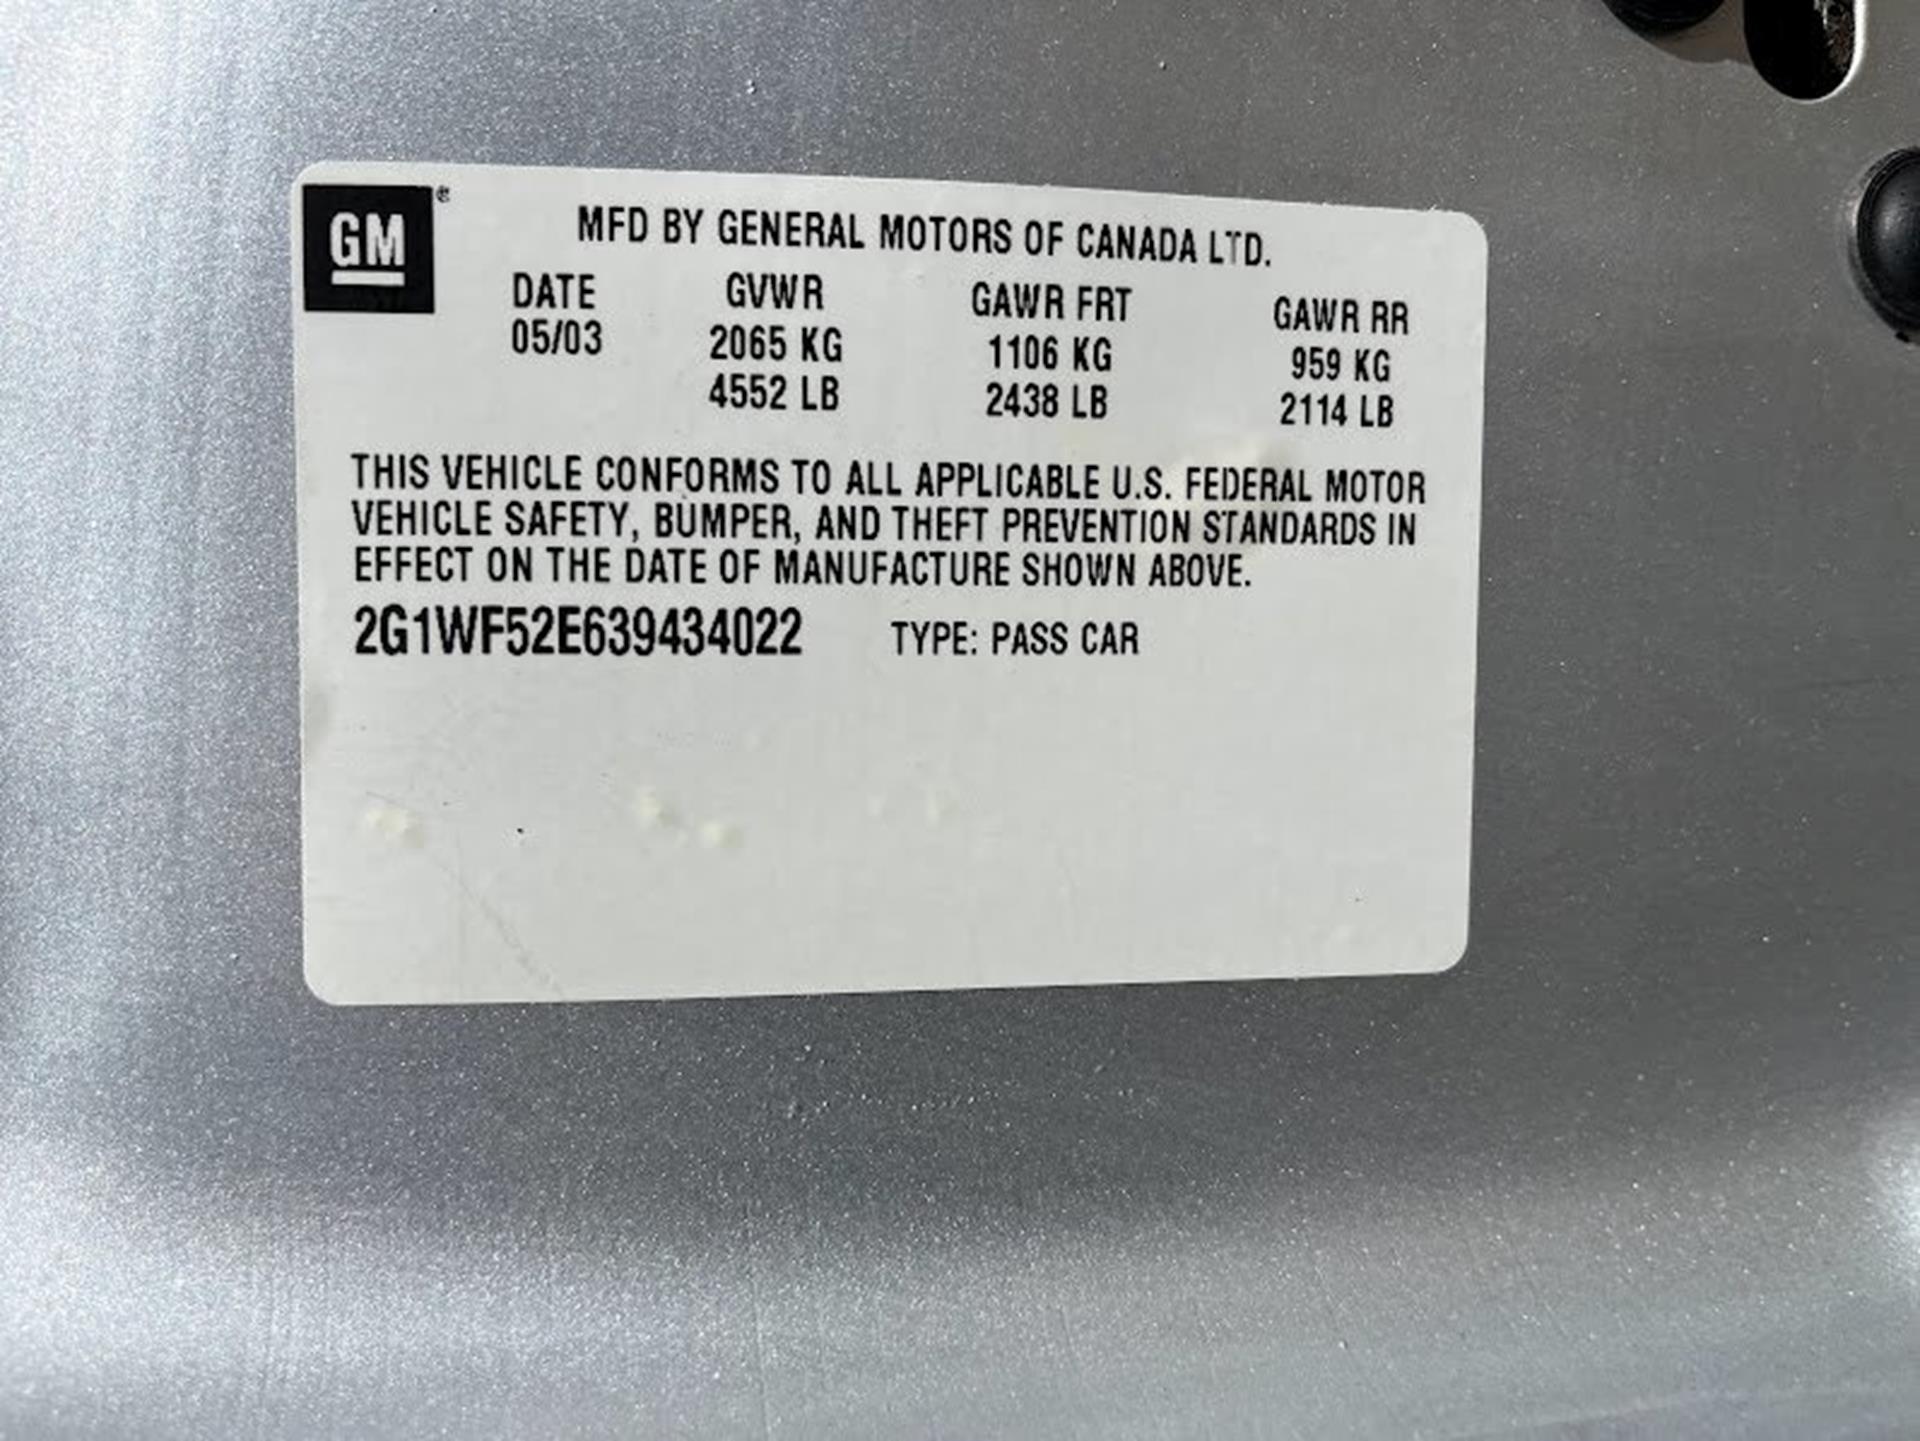 GM®
MFD BY GENERAL MOTORS OF CANADA LTD.
DATE GVWR GAWR FRT GAWR RR
05/03 2065 KG 1106 KG 959 KG
4552 LB 2438 LB 2114 LB
THIS VEHICLE CONFORMS TO ALL APPLICABLE U.S. FEDERAL MOTOR
VEHICLE SAFETY, BUMPER, AND THEFT PREVENTION STANDARDS IN
EFFECT ON THE DATE OF MANUFACTURE SHOWN ABOVE.
2G1WF52E639434022 TYPE: PASS CAR